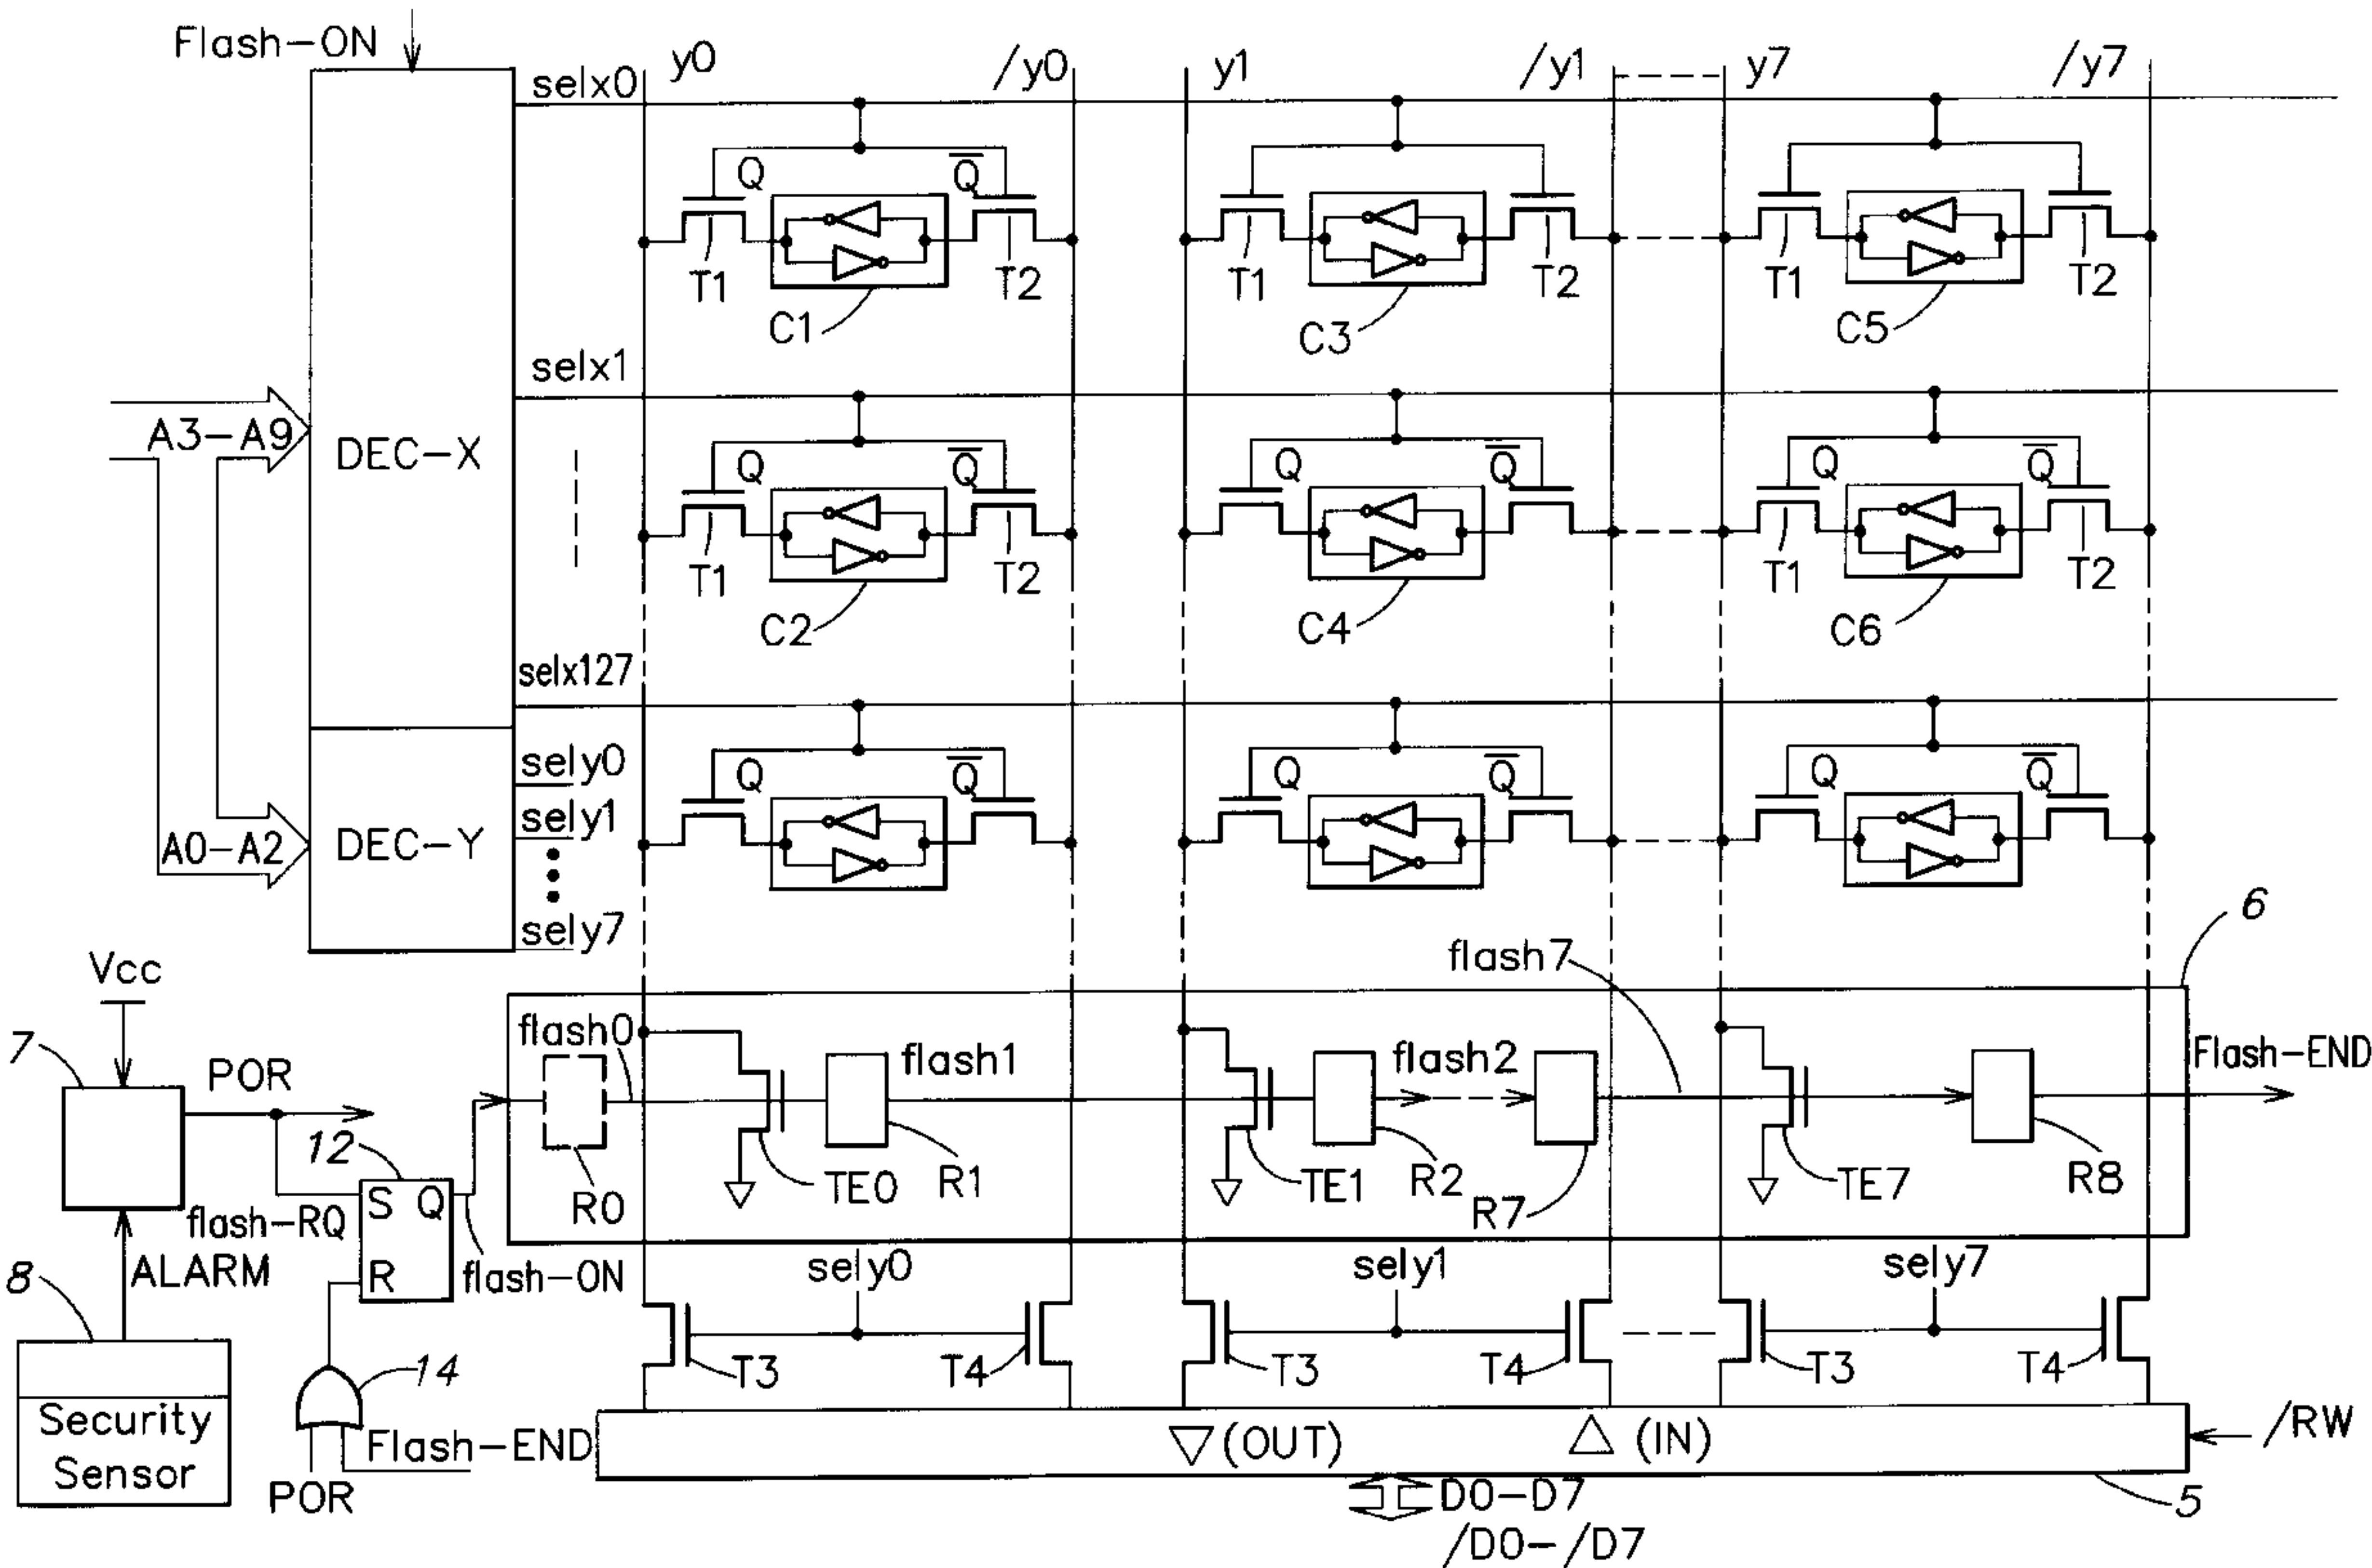 Flash-ON
selx0
y0
/y0
y1
/y1
y7
/y7
Q
Q̅
T1
T2
T1
T2
T1
T2
C1
C3
C5
selx1
A3-A9
DEC-X
Q
Q̅
Q
Q̅
Q
Q̅
T1
T2
T1
T2
C2
C4
C6
selx127
sely0
Q
Q̅
Q
Q̅
Q
Q̅
sely1
A0-A2
DEC-Y
sely7
6
Vcc
flash7
7
flash0
flash1
flash2
Flash-END
POR
12
R0
TE0
R1
TE1
R2
R7
TE7
R8
flash-RQ
S Q
R
8
ALARM
flash-ON
sely0
sely1
sely7
T3
T4
T3
T4
T3
T4
14
Security
Sensor
Flash-END
POR
(OUT)
(IN)
/RW
D0-D7
5
/D0-/D7